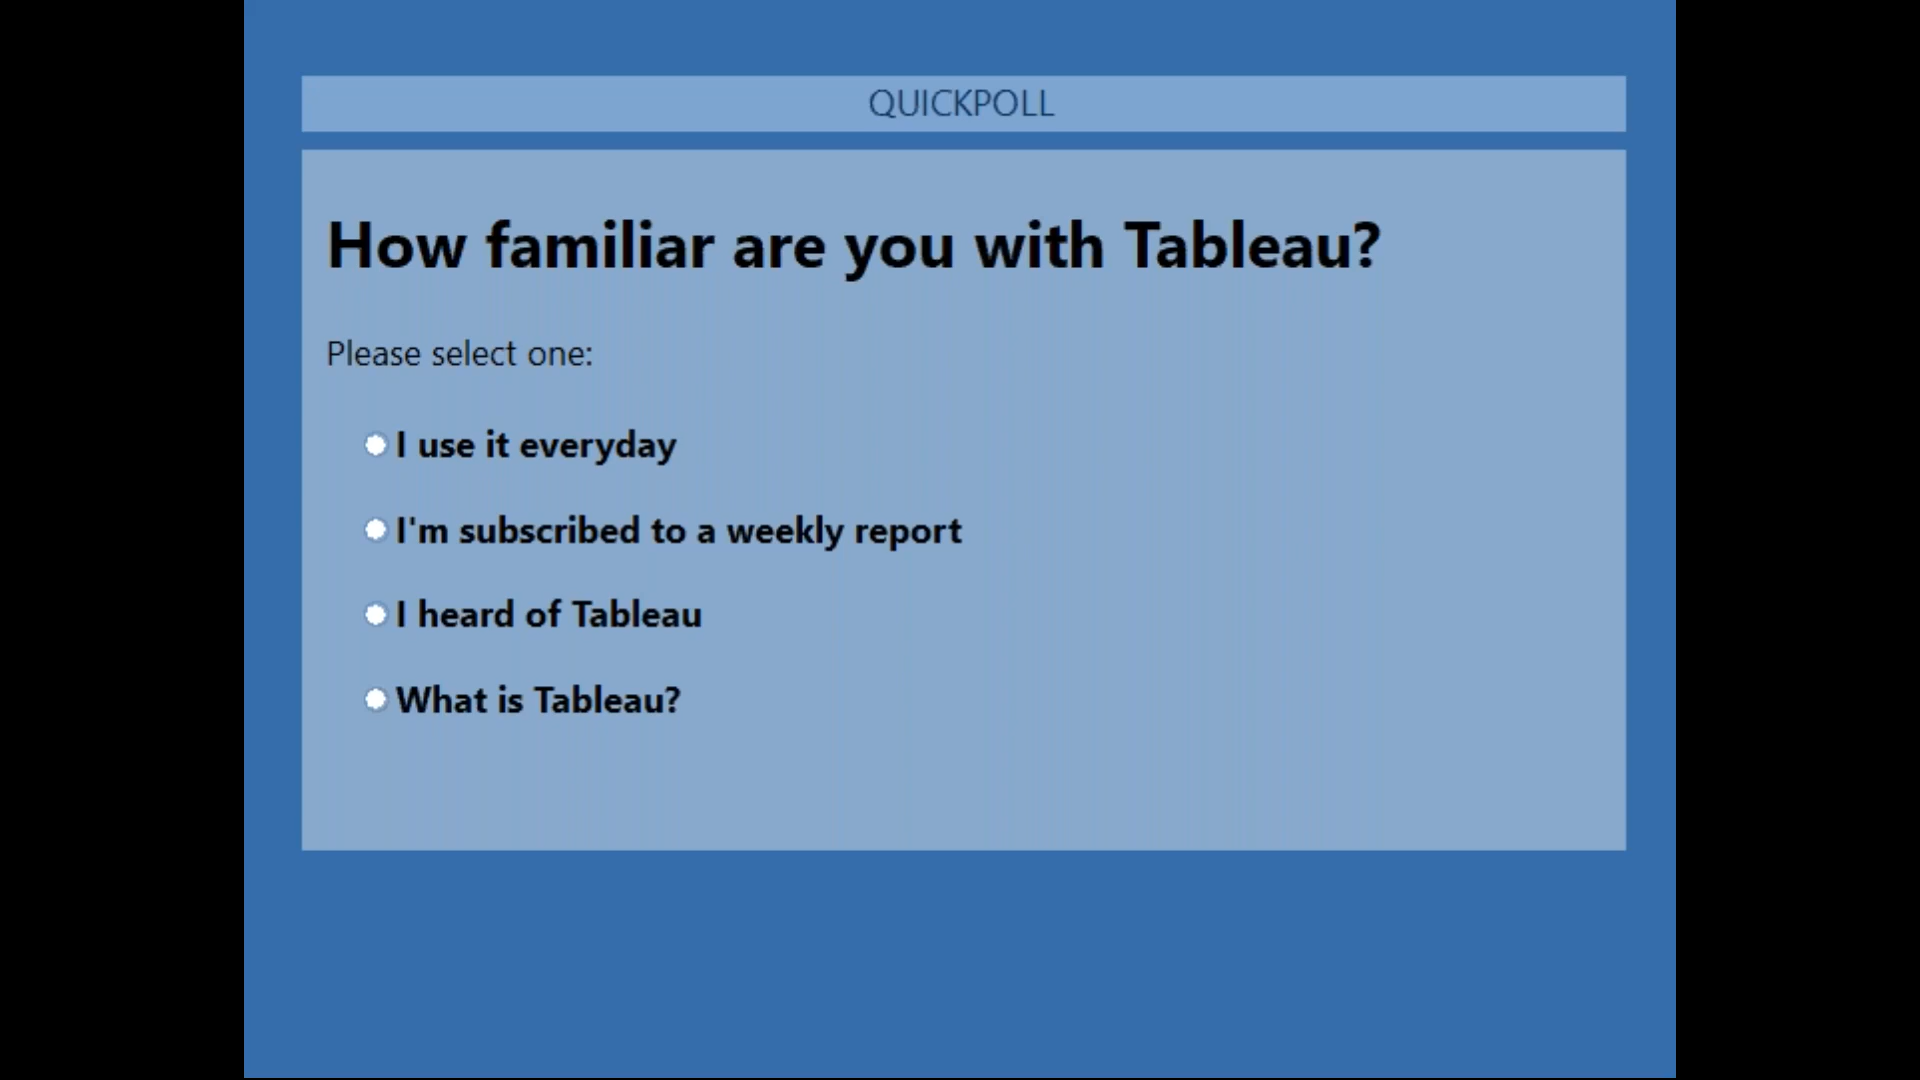 QUICKPOLL
How familiar are you with Tableau?
Please select one:
I use it everyday
I'm subscribed to a weekly report
I heard of Tableau
What is Tableau?